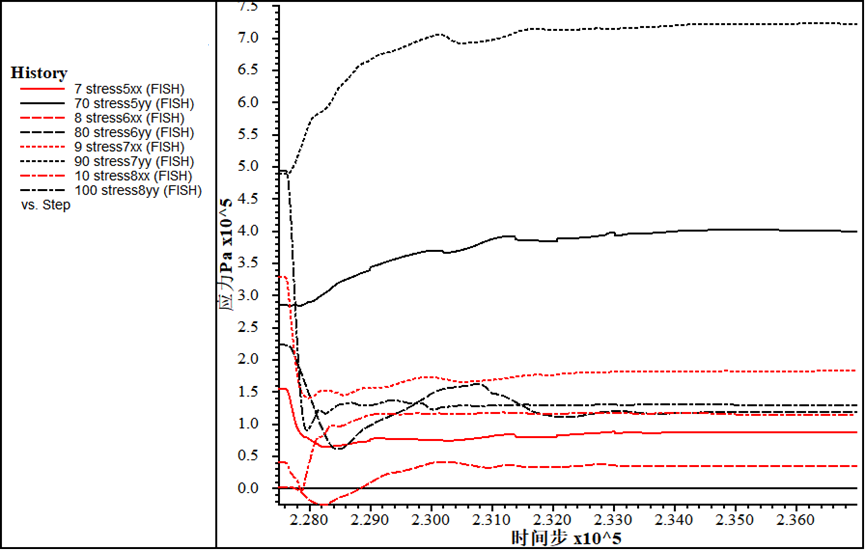 History
7 stress5xx (FISH)
70 stress5yy (FISH)
8 stress6xx (FISH)
80 stress6yy (FISH)
9 stress7xx (FISH)
90 stress7yy (FISH)
10 stress8xx (FISH)
100 stress8yy (FISH)
vs. Step
应力Pa x10^5
7.5
7.0
6.5
6.0
5.5
5.0
4.5
4.0
3.5
3.0
2.5
2.0
1.5
1.0
0.5
0.0
2.280 2.290 2.300 2.310 2.320 2.330 2.340 2.350 2.360
时间步 x10^5